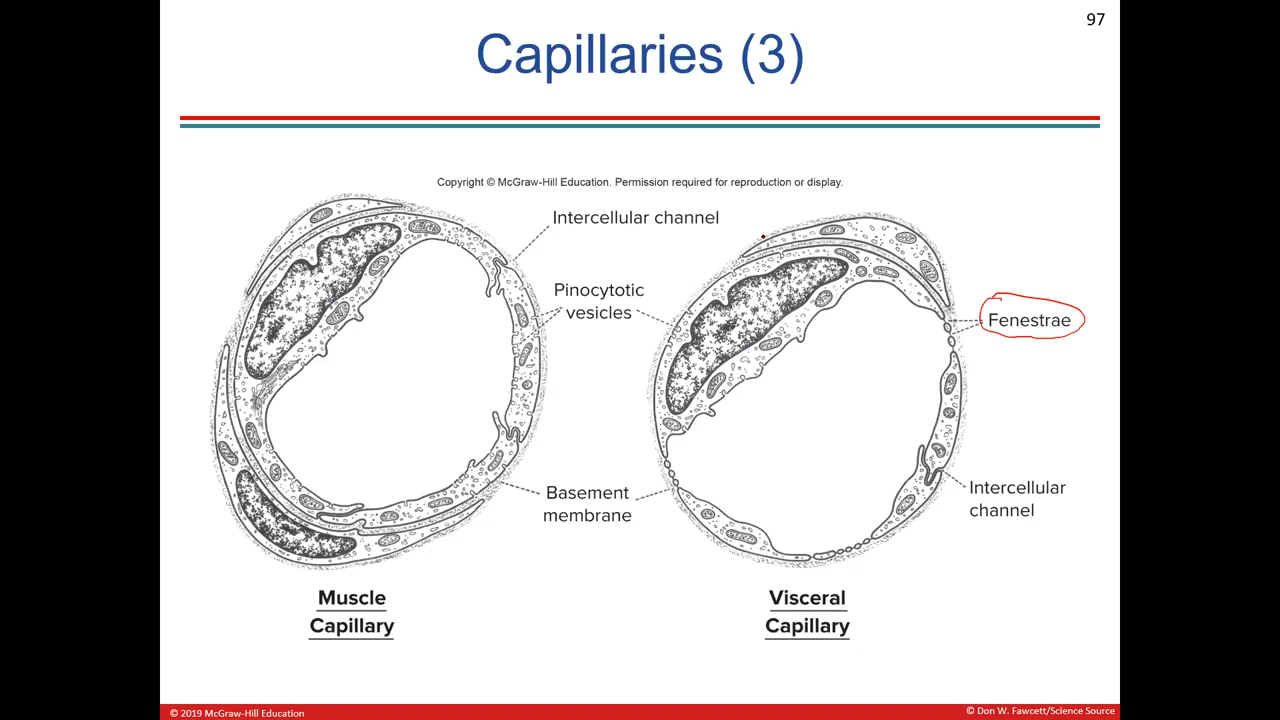 97
Capillaries (3)
Copyright © McGraw-Hill Education. Permission required for reproduction or display.
Intercellular channel
Pinocytotic
vesicles
Fenestrae
Basement
membrane
Intercellular
channel
Muscle
Capillary
Visceral
Capillary
© 2019 McGraw-Hill Education
© Don W. Fawcett/Science Source